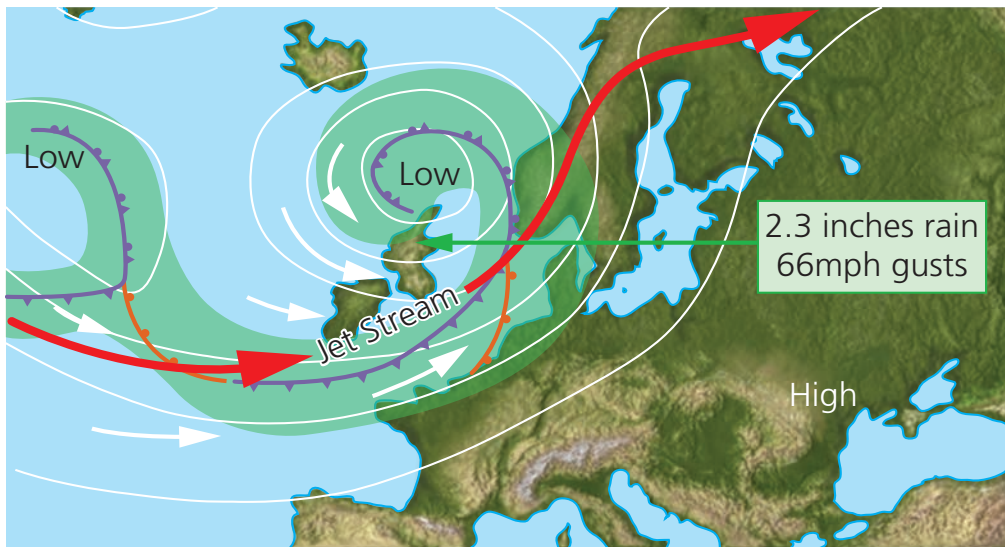 Low
Low
2.3 inches rain
66mph gusts
Jet Stream
High